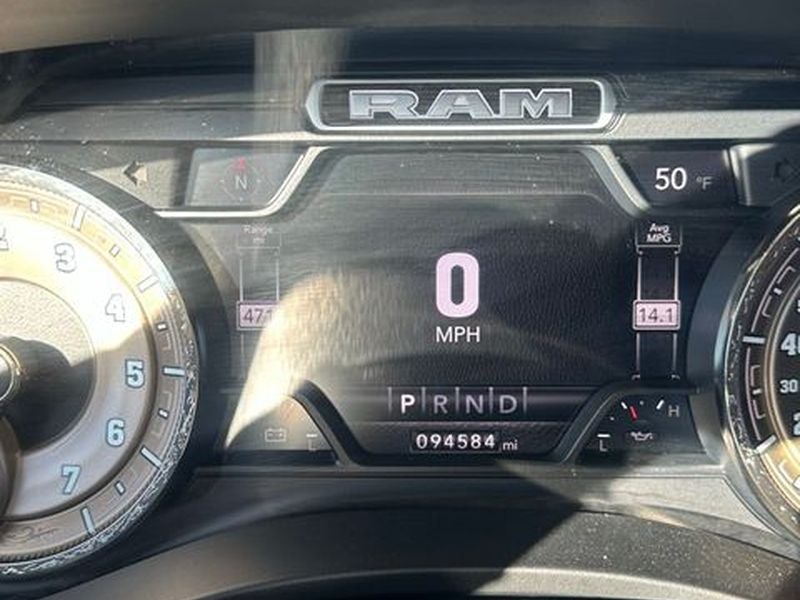 RAM
N
50 °F
Range
mi
471
Avg
MPG
14.1
0
MPH
P R N D
094584 mi
L
L
H
3
4
5
6
7
30